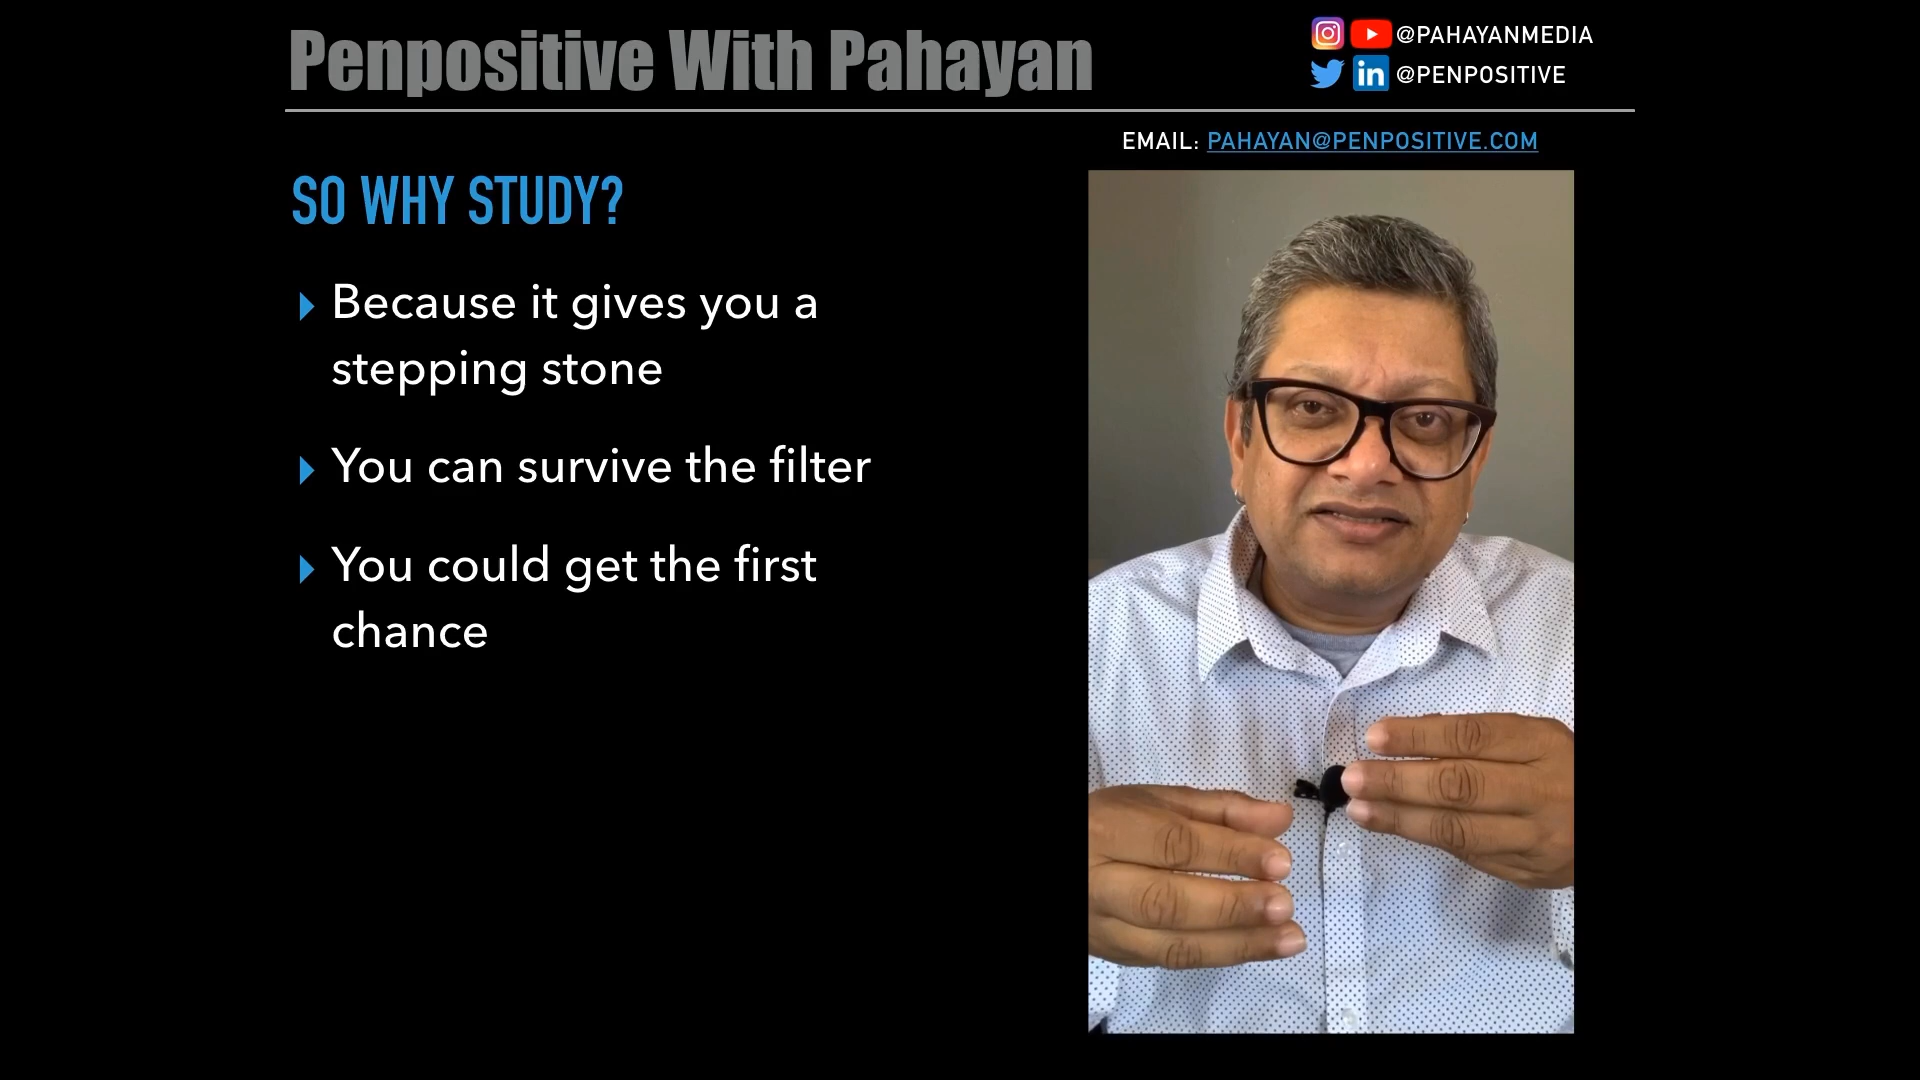 Penpositive With Pahayan
@PAHAYANMEDIA
@PENPOSITIVE
EMAIL: PAHAYAN@PENPOSITIVE.COM
SO WHY STUDY?
Because it gives you a
stepping stone
You can survive the filter
You could get the first
chance